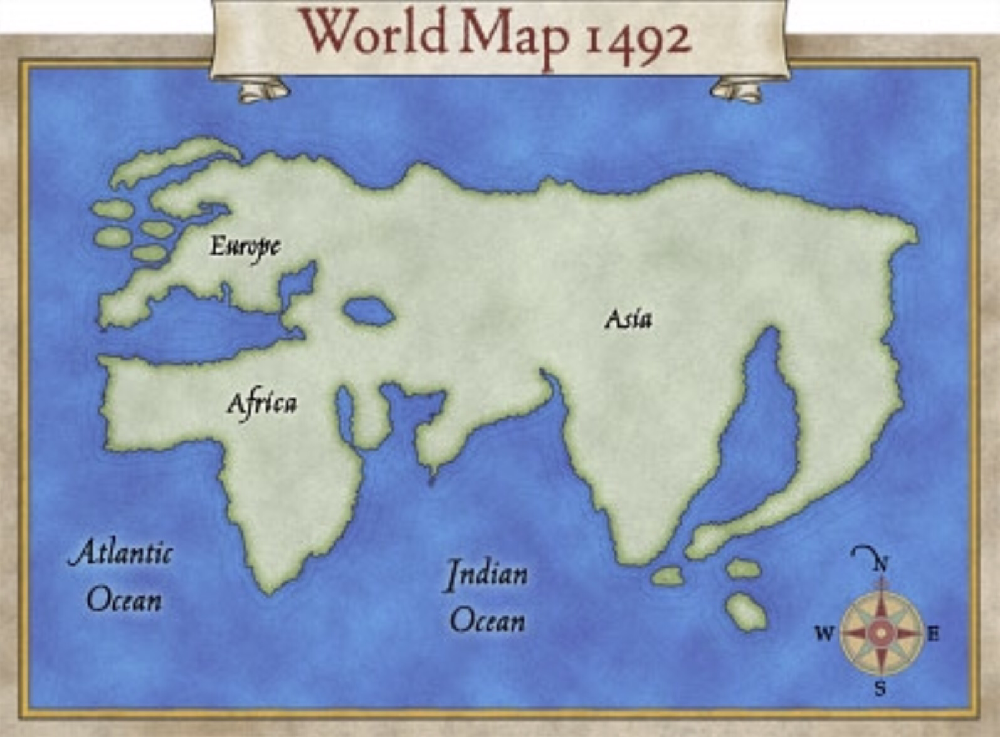 World Map 1492
Europe
Asia
Africa
Atlantic
Ocean
Indian
Ocean
N
W
E
S